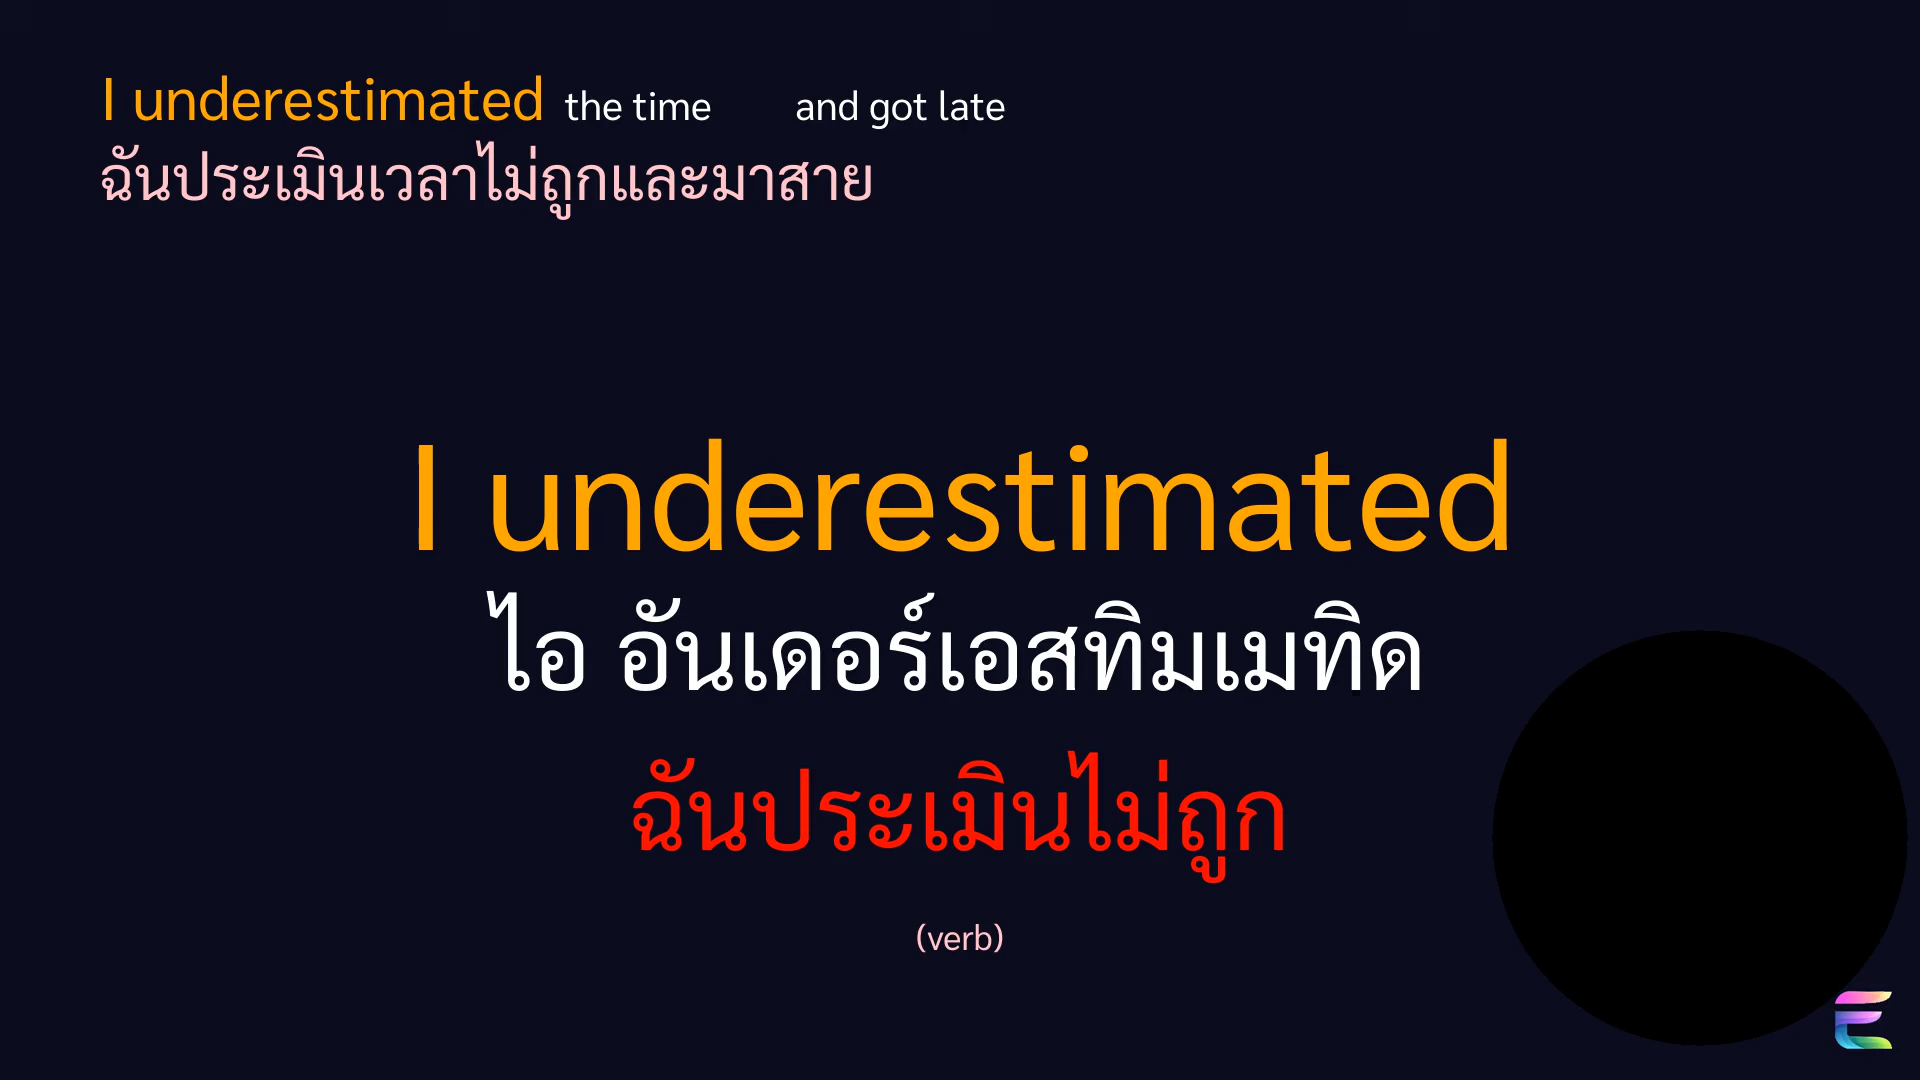 I underestimated the time and got late
ฉันประเมินเวลาไม่ถูกและมาสาย
I underestimated
ไอ อันเดอร์เอสทิมเมทิด
ฉันประเมินไม่ถูก
(verb)